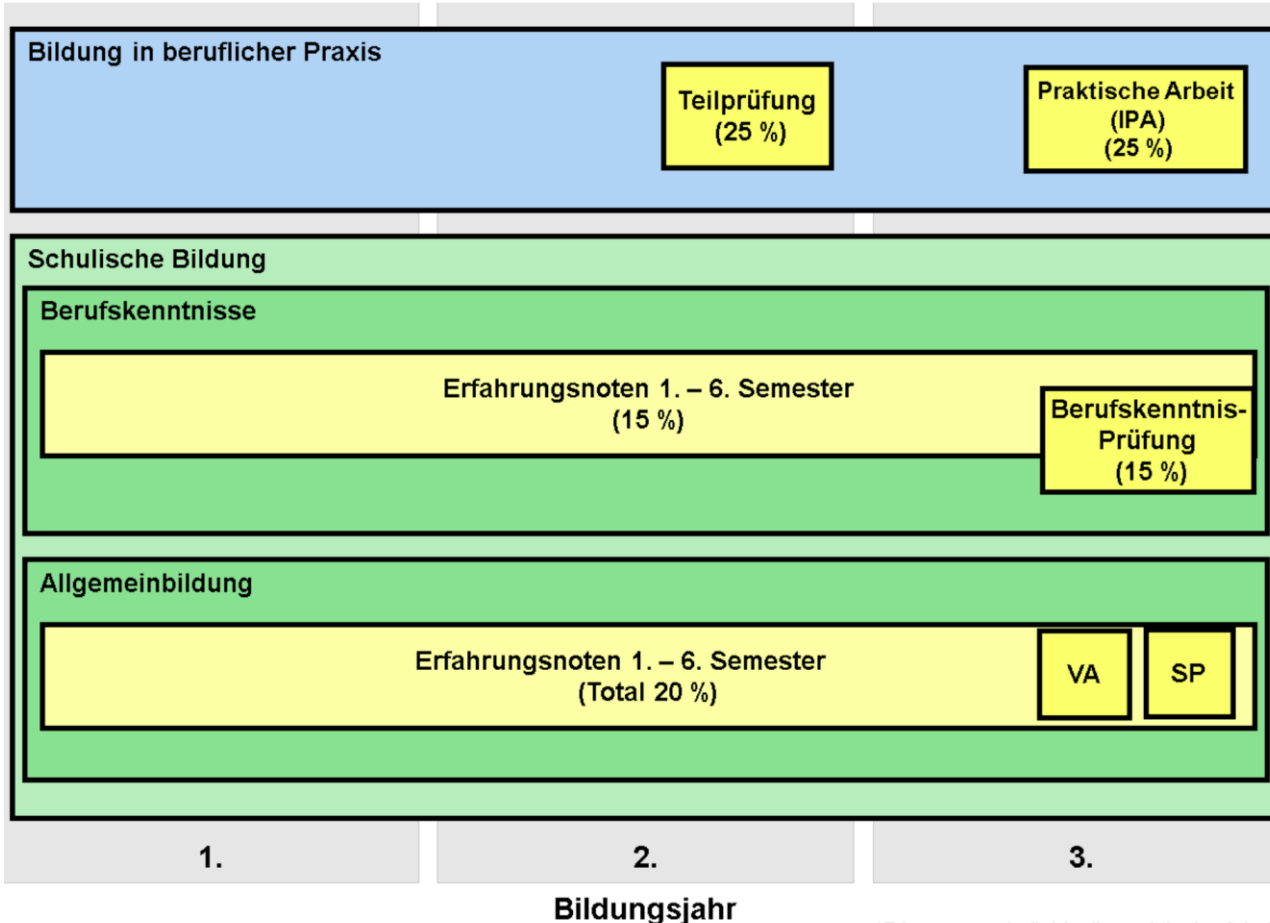 Bildung in beruflicher Praxis
Teilprüfung
(25 %)
Praktische Arbeit
(IPA)
(25 %)
Schulische Bildung
Berufskenntnisse
Erfahrungsnoten 1. – 6. Semester
(15 %)
Berufskenntnis-
Prüfung
(15 %)
Allgemeinbildung
Erfahrungsnoten 1. – 6. Semester
(Total 20 %)
VA
SP
1.
2.
3.
Bildungsjahr